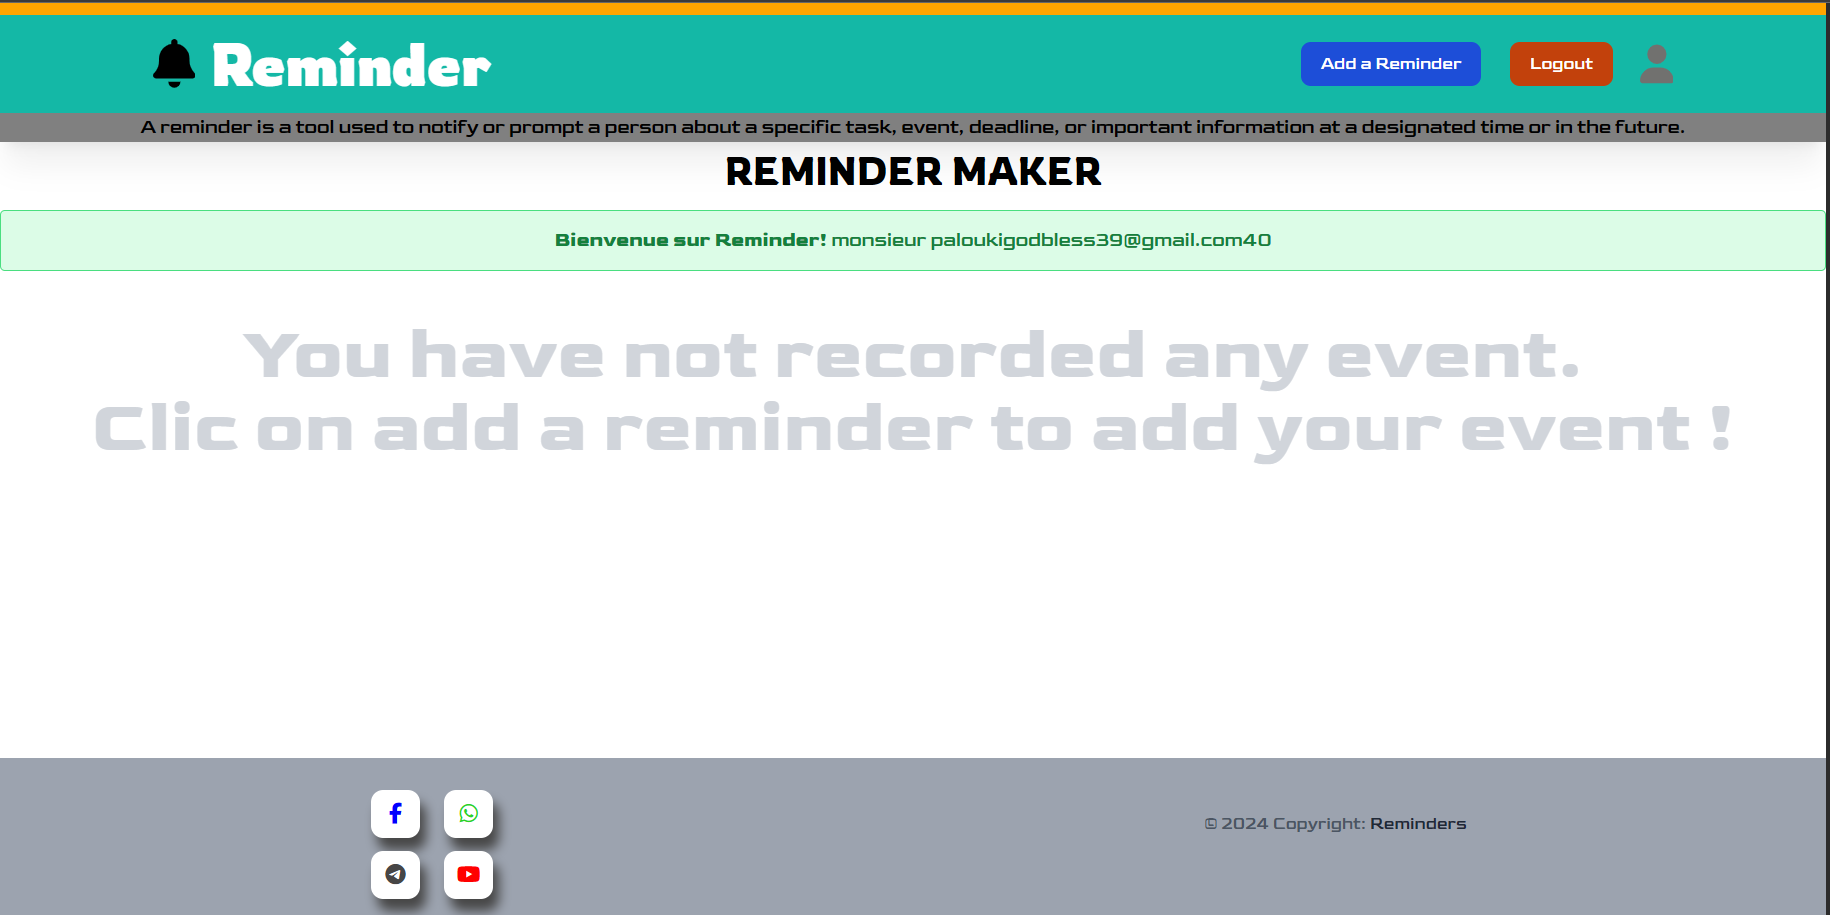 Reminder
Add a Reminder
Logout
A reminder is a tool used to notify or prompt a person about a specific task, event, deadline, or important information at a designated time or in the future.
REMINDER MAKER
Bienvenue sur Reminder! monsieur paloukigodbless39@gmail.com40
You have not recorded any event.
Clic on add a reminder to add your event !
© 2024 Copyright: Reminders